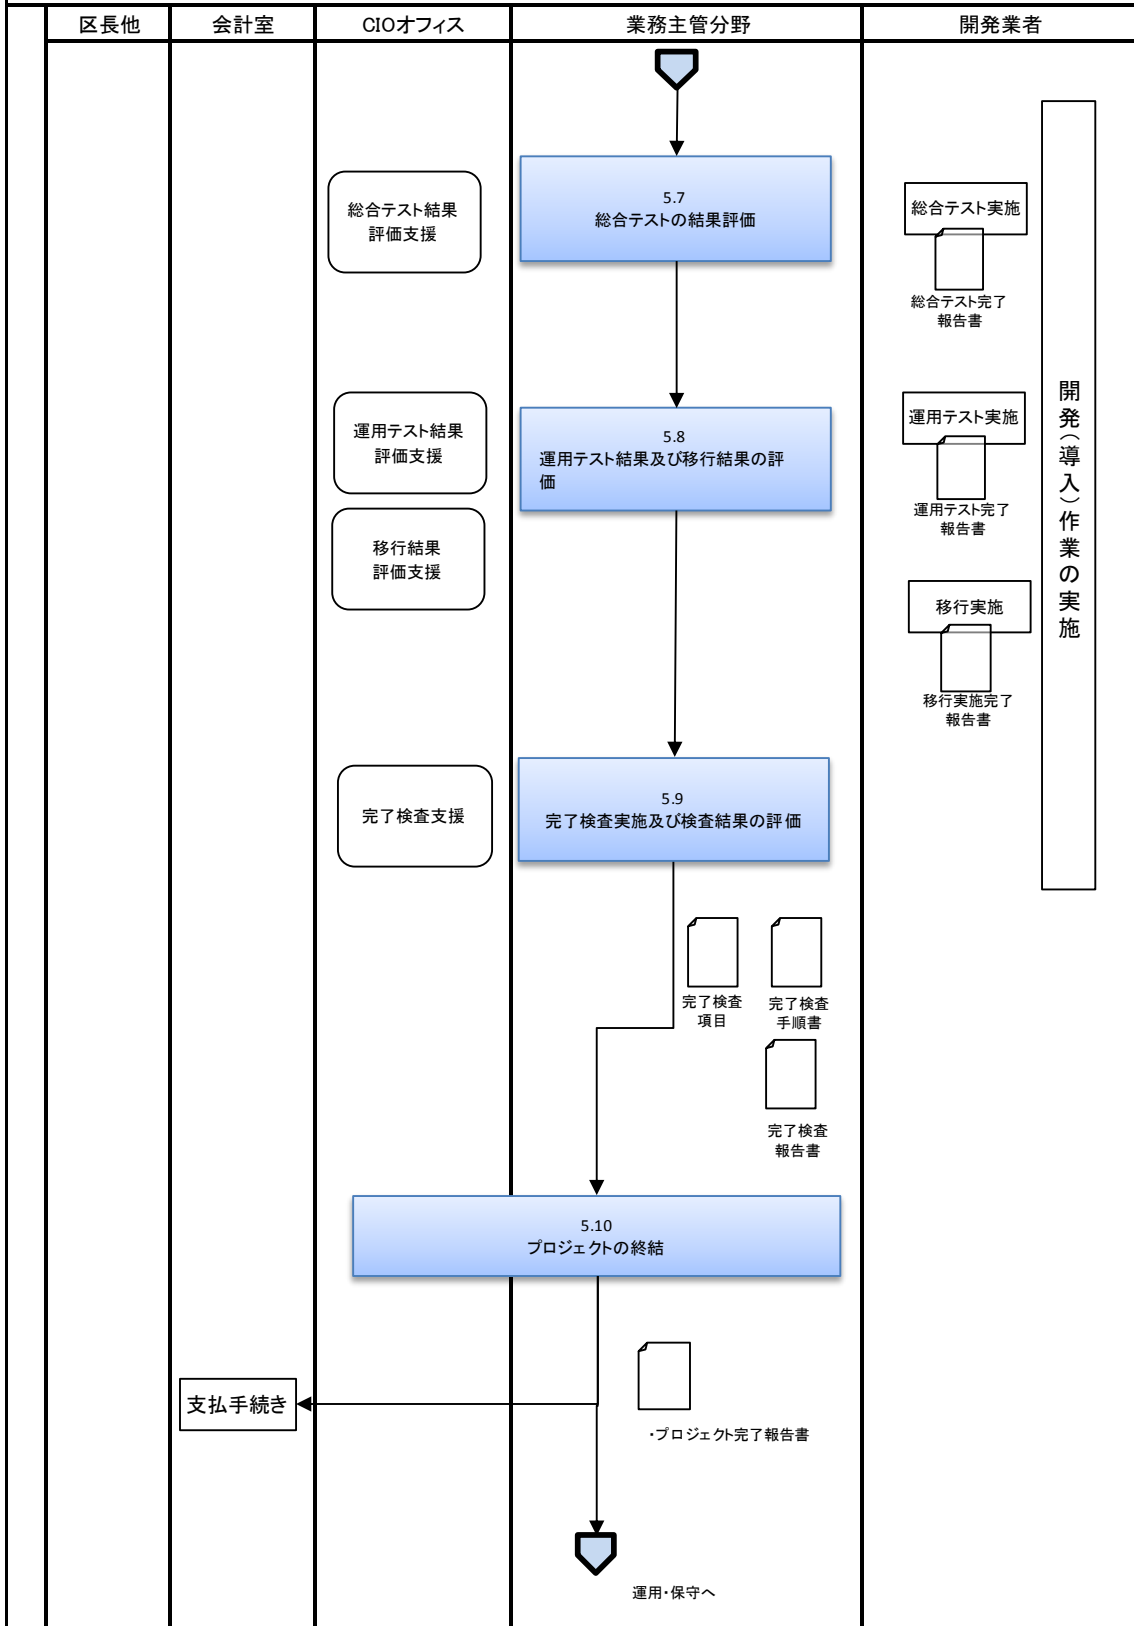 区長他
会計室
CIOオフィス
業務主管分野
開発業者
総合テスト結果
評価支援
5.7
総合テストの結果評価
総合テスト実施
総合テスト完了
報告書
開発（導入）作業の実施
運用テスト結果
評価支援
5.8
運用テスト結果及び移行結果の評
価
運用テスト実施
運用テスト完了
報告書
移行結果
評価支援
移行実施
移行実施完了
報告書
完了検査支援
5.9
完了検査実施及び検査結果の評価
完了検査
項目
完了検査
手順書
完了検査
報告書
5.10
プロジェクトの終結
支払手続き
・プロジェクト完了報告書
運用・保守へ